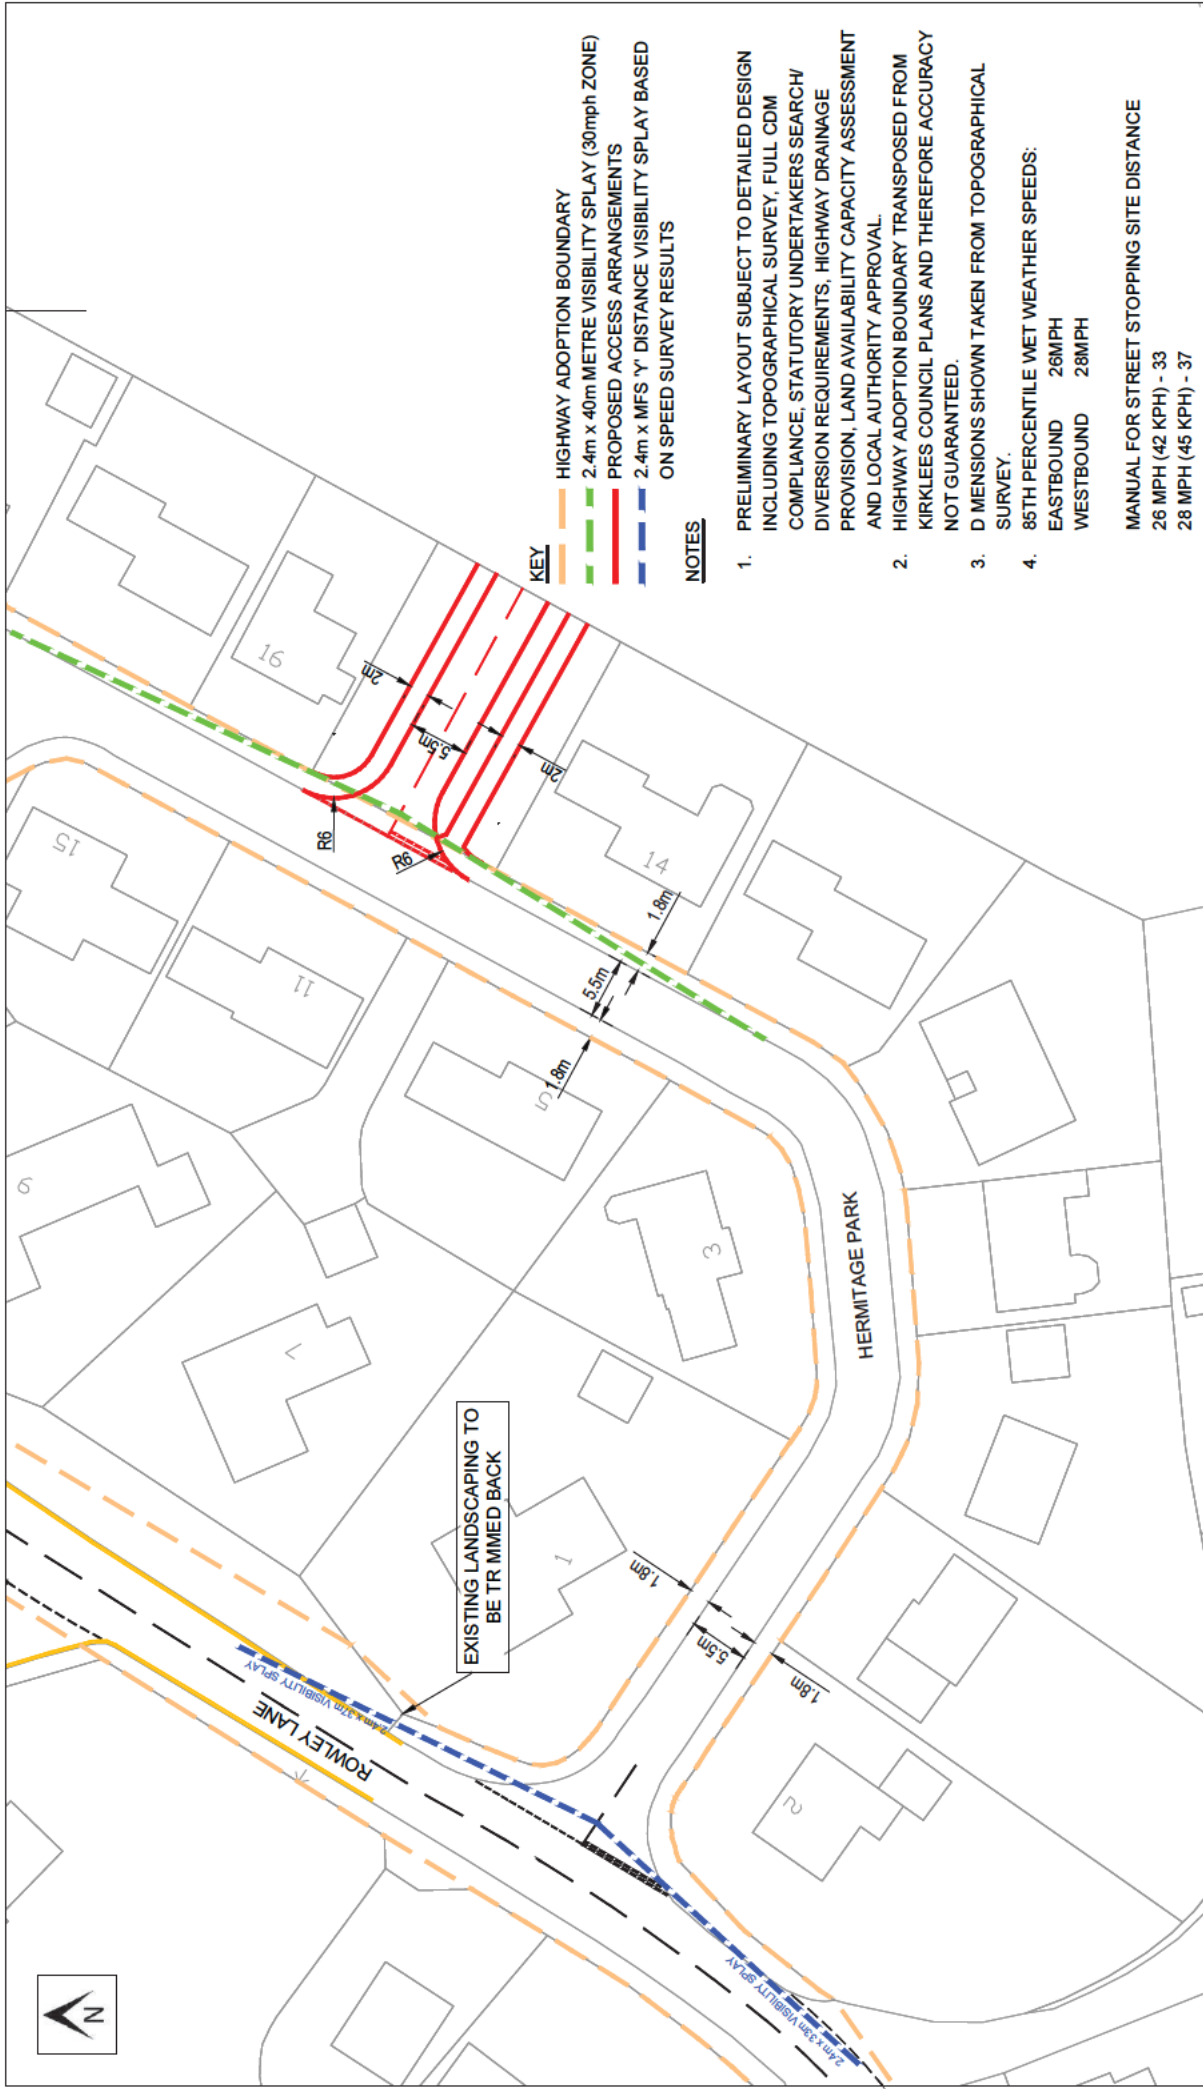 KEY
HIGHWAY ADOPTION BOUNDARY
2.4m x 40m METRE VISIBILITY SPLAY (30mph ZONE)
PROPOSED ACCESS ARRANGEMENTS
2.4m x MFS 'Y' DISTANCE VISIBILITY SPLAY BASED
ON SPEED SURVEY RESULTS
NOTES
1. PRELIMINARY LAYOUT SUBJECT TO DETAILED DESIGN
INCLUDING TOPOGRAPHICAL SURVEY, FULL CDM
COMPLIANCE, STATUTORY UNDERTAKERS SEARCH/
DIVERSION REQUIREMENTS, HIGHWAY DRAINAGE
PROVISION, LAND AVAILABILITY CAPACITY ASSESSMENT
AND LOCAL AUTHORITY APPROVAL.
2. HIGHWAY ADOPTION BOUNDARY TRANSPOSED FROM
KIRKLEES COUNCIL PLANS AND THEREFORE ACCURACY
NOT GUARANTEED.
3. D MENSIONS SHOWN TAKEN FROM TOPOGRAPHICAL
SURVEY.
4. 85TH PERCENTILE WET WEATHER SPEEDS:
EASTBOUND 26MPH
WESTBOUND 28MPH
MANUAL FOR STREET STOPPING SITE DISTANCE
26 MPH (42 KPH) - 33
28 MPH (45 KPH) - 37
N
ROWLEY LANE
2.4m x 37m VISIBILITY SPLAY
2.4m x 33m VISIBILITY SPLAY
EXISTING LANDSCAPING TO
BE TR MMED BACK
HERMITAGE PARK
1.8m
5.5m
1.8m
1.8m
5.5m
1.8m
R6
R6
2m
5.5m
2m
1
2
3
5
7
9
11
14
15
16